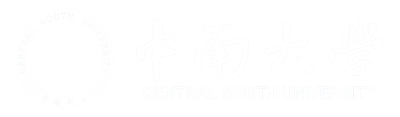 中南大学
CENTRAL SOUTH UNIVERSITY